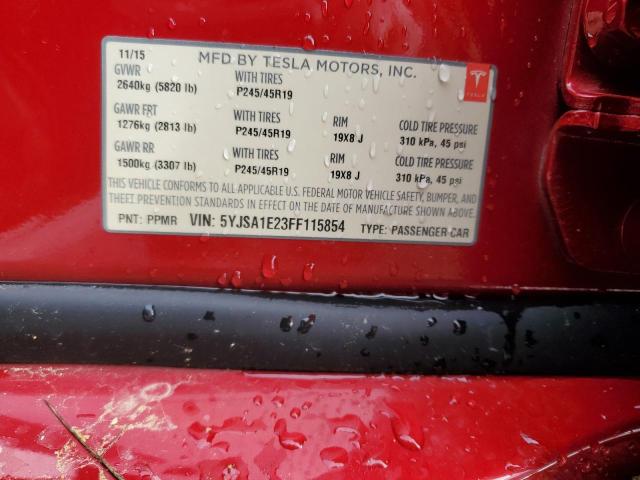 11/15 MFD BY TESLA MOTORS, INC.
GVWR WITH TIRES
2640kg (5820 lb) P245/45R19
TESLA
GAWR FRT WITH TIRES RIM COLD TIRE PRESSURE
1276kg (2813 lb) P245/45R19 19X8 J 310 kPa, 45 psi
GAWR RR WITH TIRES RIM COLD TIRE PRESSURE
1500kg (3307 lb) P245/45R19 19X8 J 310 kPa, 45 psi
THIS VEHICLE CONFORMS TO ALL APPLICABLE U.S. FEDERAL MOTOR VEHICLE SAFETY, BUMPER, AND
THEFT PREVENTION STANDARDS IN EFFECT ON THE DATE OF MANUFACTURE SHOWN ABOVE.
PNT: PPMR VIN: 5YJSA1E23FF115854 TYPE: PASSENGER CAR